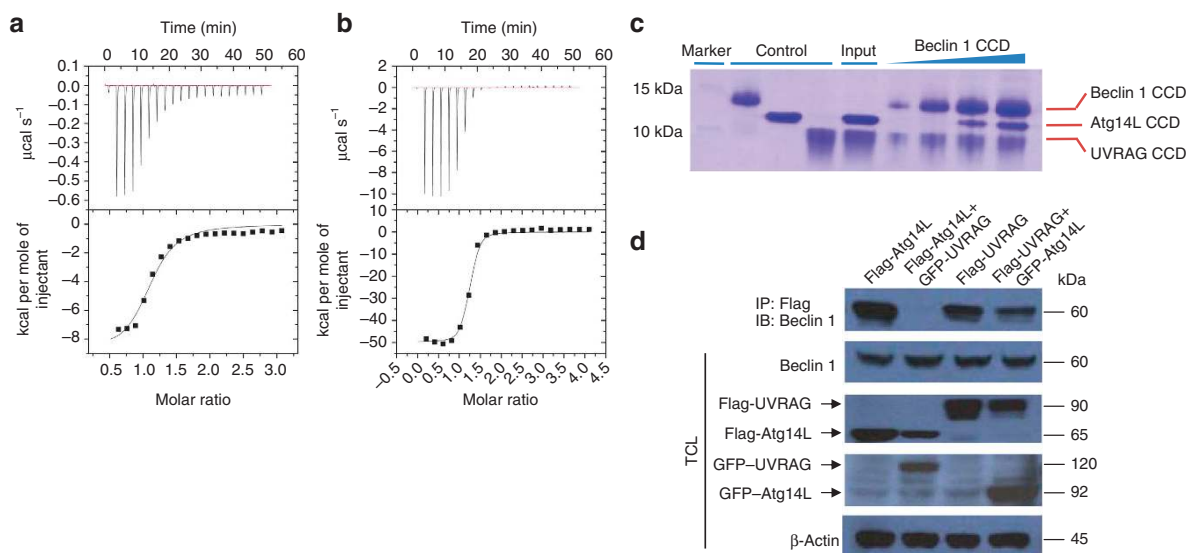 a
Time (min)
0 10 20 30 40 50 60
0.1
0.0
−0.1
−0.2
−0.3
−0.4
−0.5
−0.6
μcal s⁻¹
0
−2
−4
−6
−8
kcal per mole of
injectant
0.5 1.0 1.5 2.0 2.5 3.0
Molar ratio
b
Time (min)
0 10 20 30 40 50 60
0
−2
−4
−6
−8
−10
μcal s⁻¹
10
0
−10
−20
−30
−40
−50
kcal per mole of
injectant
−0.5 0.0 0.5 1.0 1.5 2.0 2.5 3.0 3.5 4.0 4.5
Molar ratio
c
Marker Control Input Beclin 1 CCD
15 kDa
10 kDa
Beclin 1 CCD
Atg14L CCD
UVRAG CCD
d
Flag-Atg14L
Flag-Atg14L+
GFP-UVRAG
Flag-UVRAG
Flag-UVRAG+
GFP-Atg14L
kDa
IP: Flag
IB: Beclin 1
60
TCL
Beclin 1 60
Flag-UVRAG 90
Flag-Atg14L 65
GFP–UVRAG 120
GFP–Atg14L 92
β-Actin 45